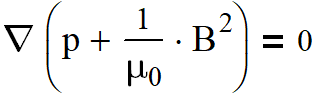 ∇ (p + 1/μ₀ · B²) = 0